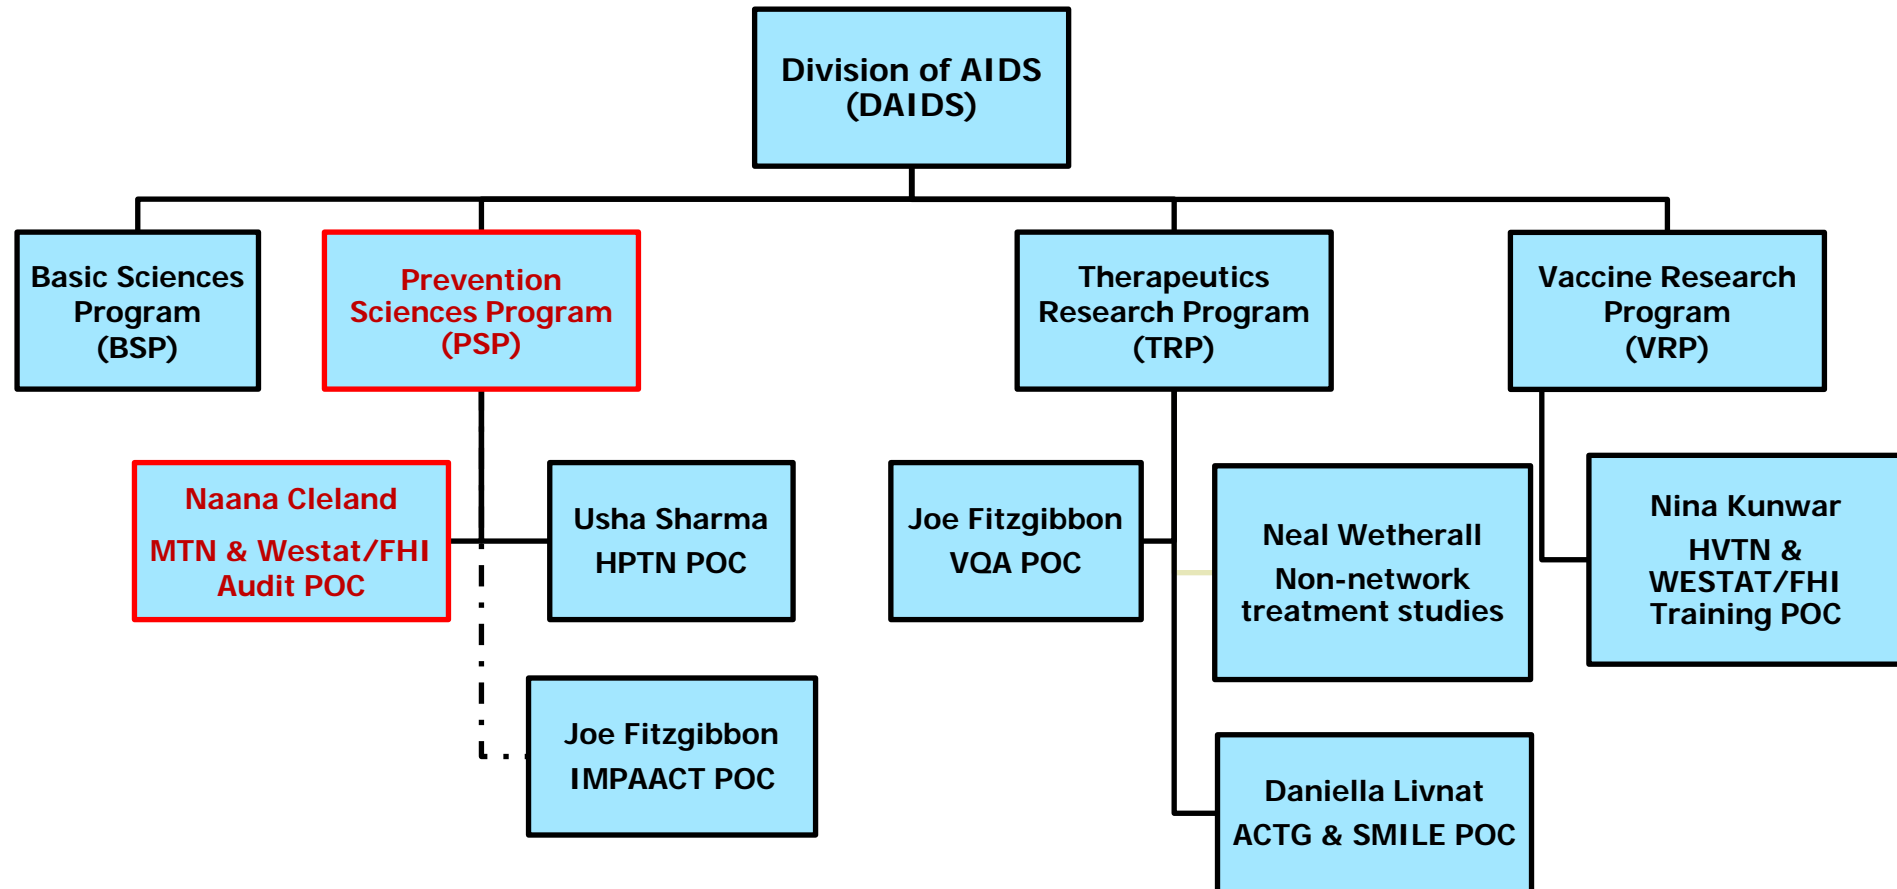 Division of AIDS
(DAIDS)
Basic Sciences
Program
(BSP)
Prevention
Sciences Program
(PSP)
Therapeutics
Research Program
(TRP)
Vaccine Research
Program
(VRP)
Naana Cleland
MTN & Westat/FHI
Audit POC
Usha Sharma
HPTN POC
Joe Fitzgibbon
VQA POC
Neal Wetherall
Non-network
treatment studies
Nina Kunwar
HVTN &
WESTAT/FHI
Training POC
Joe Fitzgibbon
IMPAACT POC
Daniella Livnat
ACTG & SMILE POC